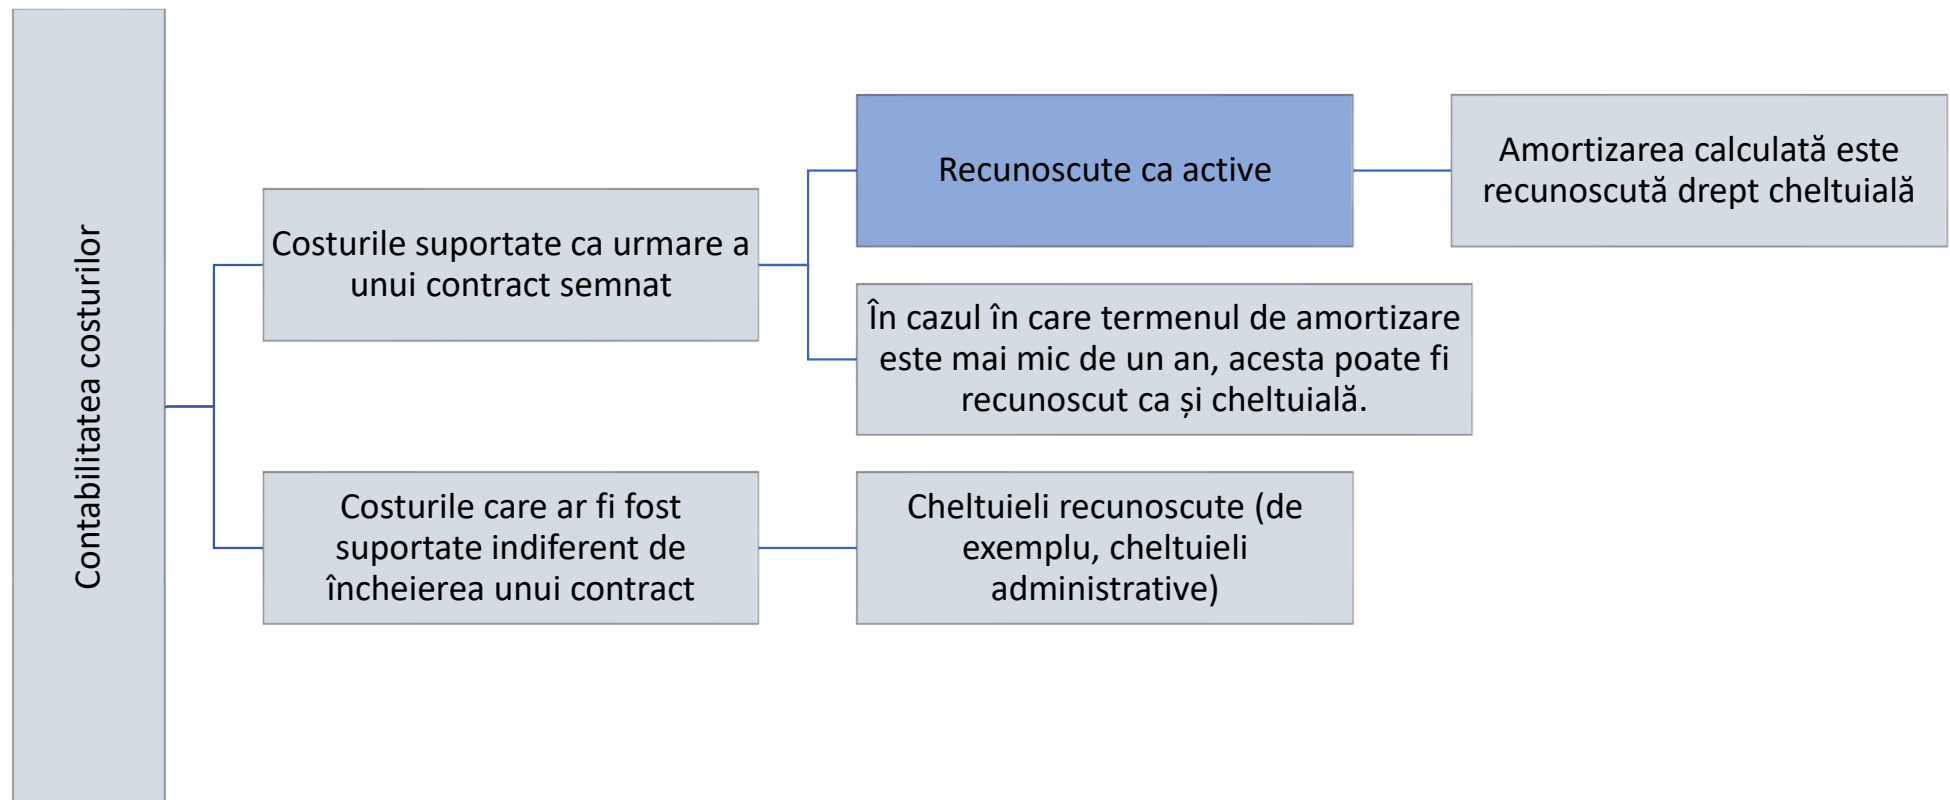 Contabilitatea costurilor
Costurile suportate ca urmare a
unui contract semnat
Recunoscute ca active
Amortizarea calculată este
recunoscută drept cheltuială
În cazul în care termenul de amortizare
este mai mic de un an, acesta poate fi
recunoscut ca și cheltuială.
Costurile care ar fi fost
suportate indiferent de
încheierea unui contract
Cheltuieli recunoscute (de
exemplu, cheltuieli
administrative)